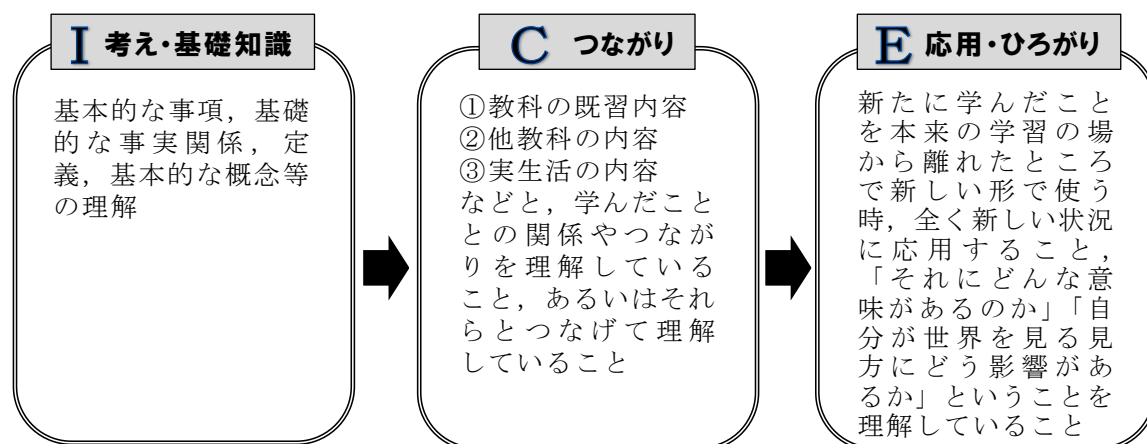 I 考え・基礎知識
基本的な事項，基礎
的な事実関係，定
義，基本的な概念等
の理解
C つながり
①教科の既習内容
②他教科の内容
③実生活の内容
などと，学んだこと
との関係やつなが
りを理解している
こと，あるいはそれ
らとつなげて理解
していること
E 応用・ひろがり
新たに学んだこと
を本来の学習の場
から離れたところ
で新しい形で使う
時，全く新しい状況
に応用すること，
「それにどんな意
味があるのか」「自
分が世界を見る見
方にどう影響があ
るか」ということを
理解していること